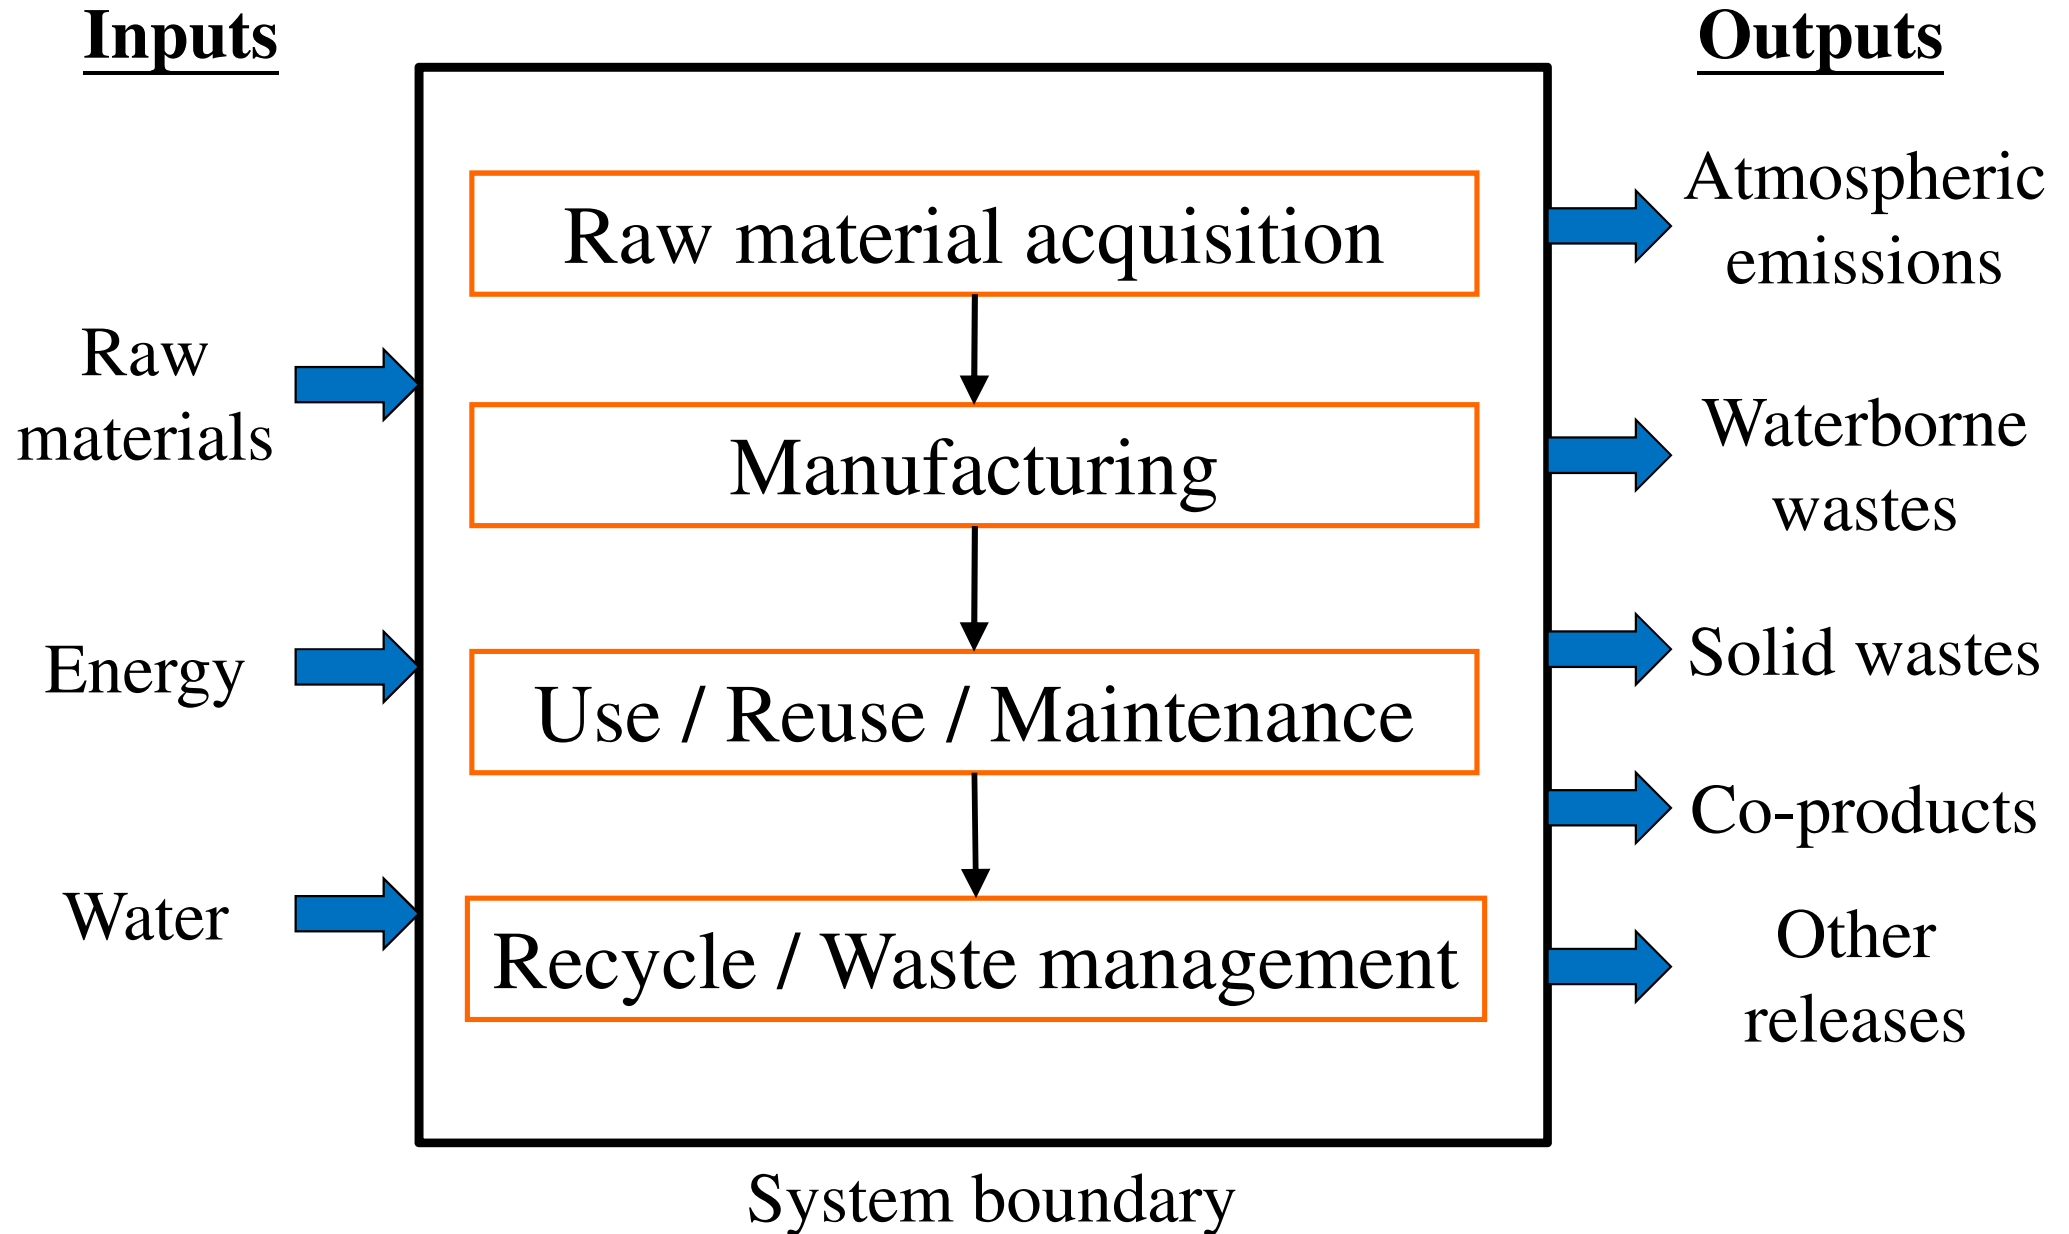 Inputs
Outputs
Raw
materials
Energy
Water
Raw material acquisition
Manufacturing
Use / Reuse / Maintenance
Recycle / Waste management
Atmospheric
emissions
Waterborne
wastes
Solid wastes
Co-products
Other
releases
System boundary